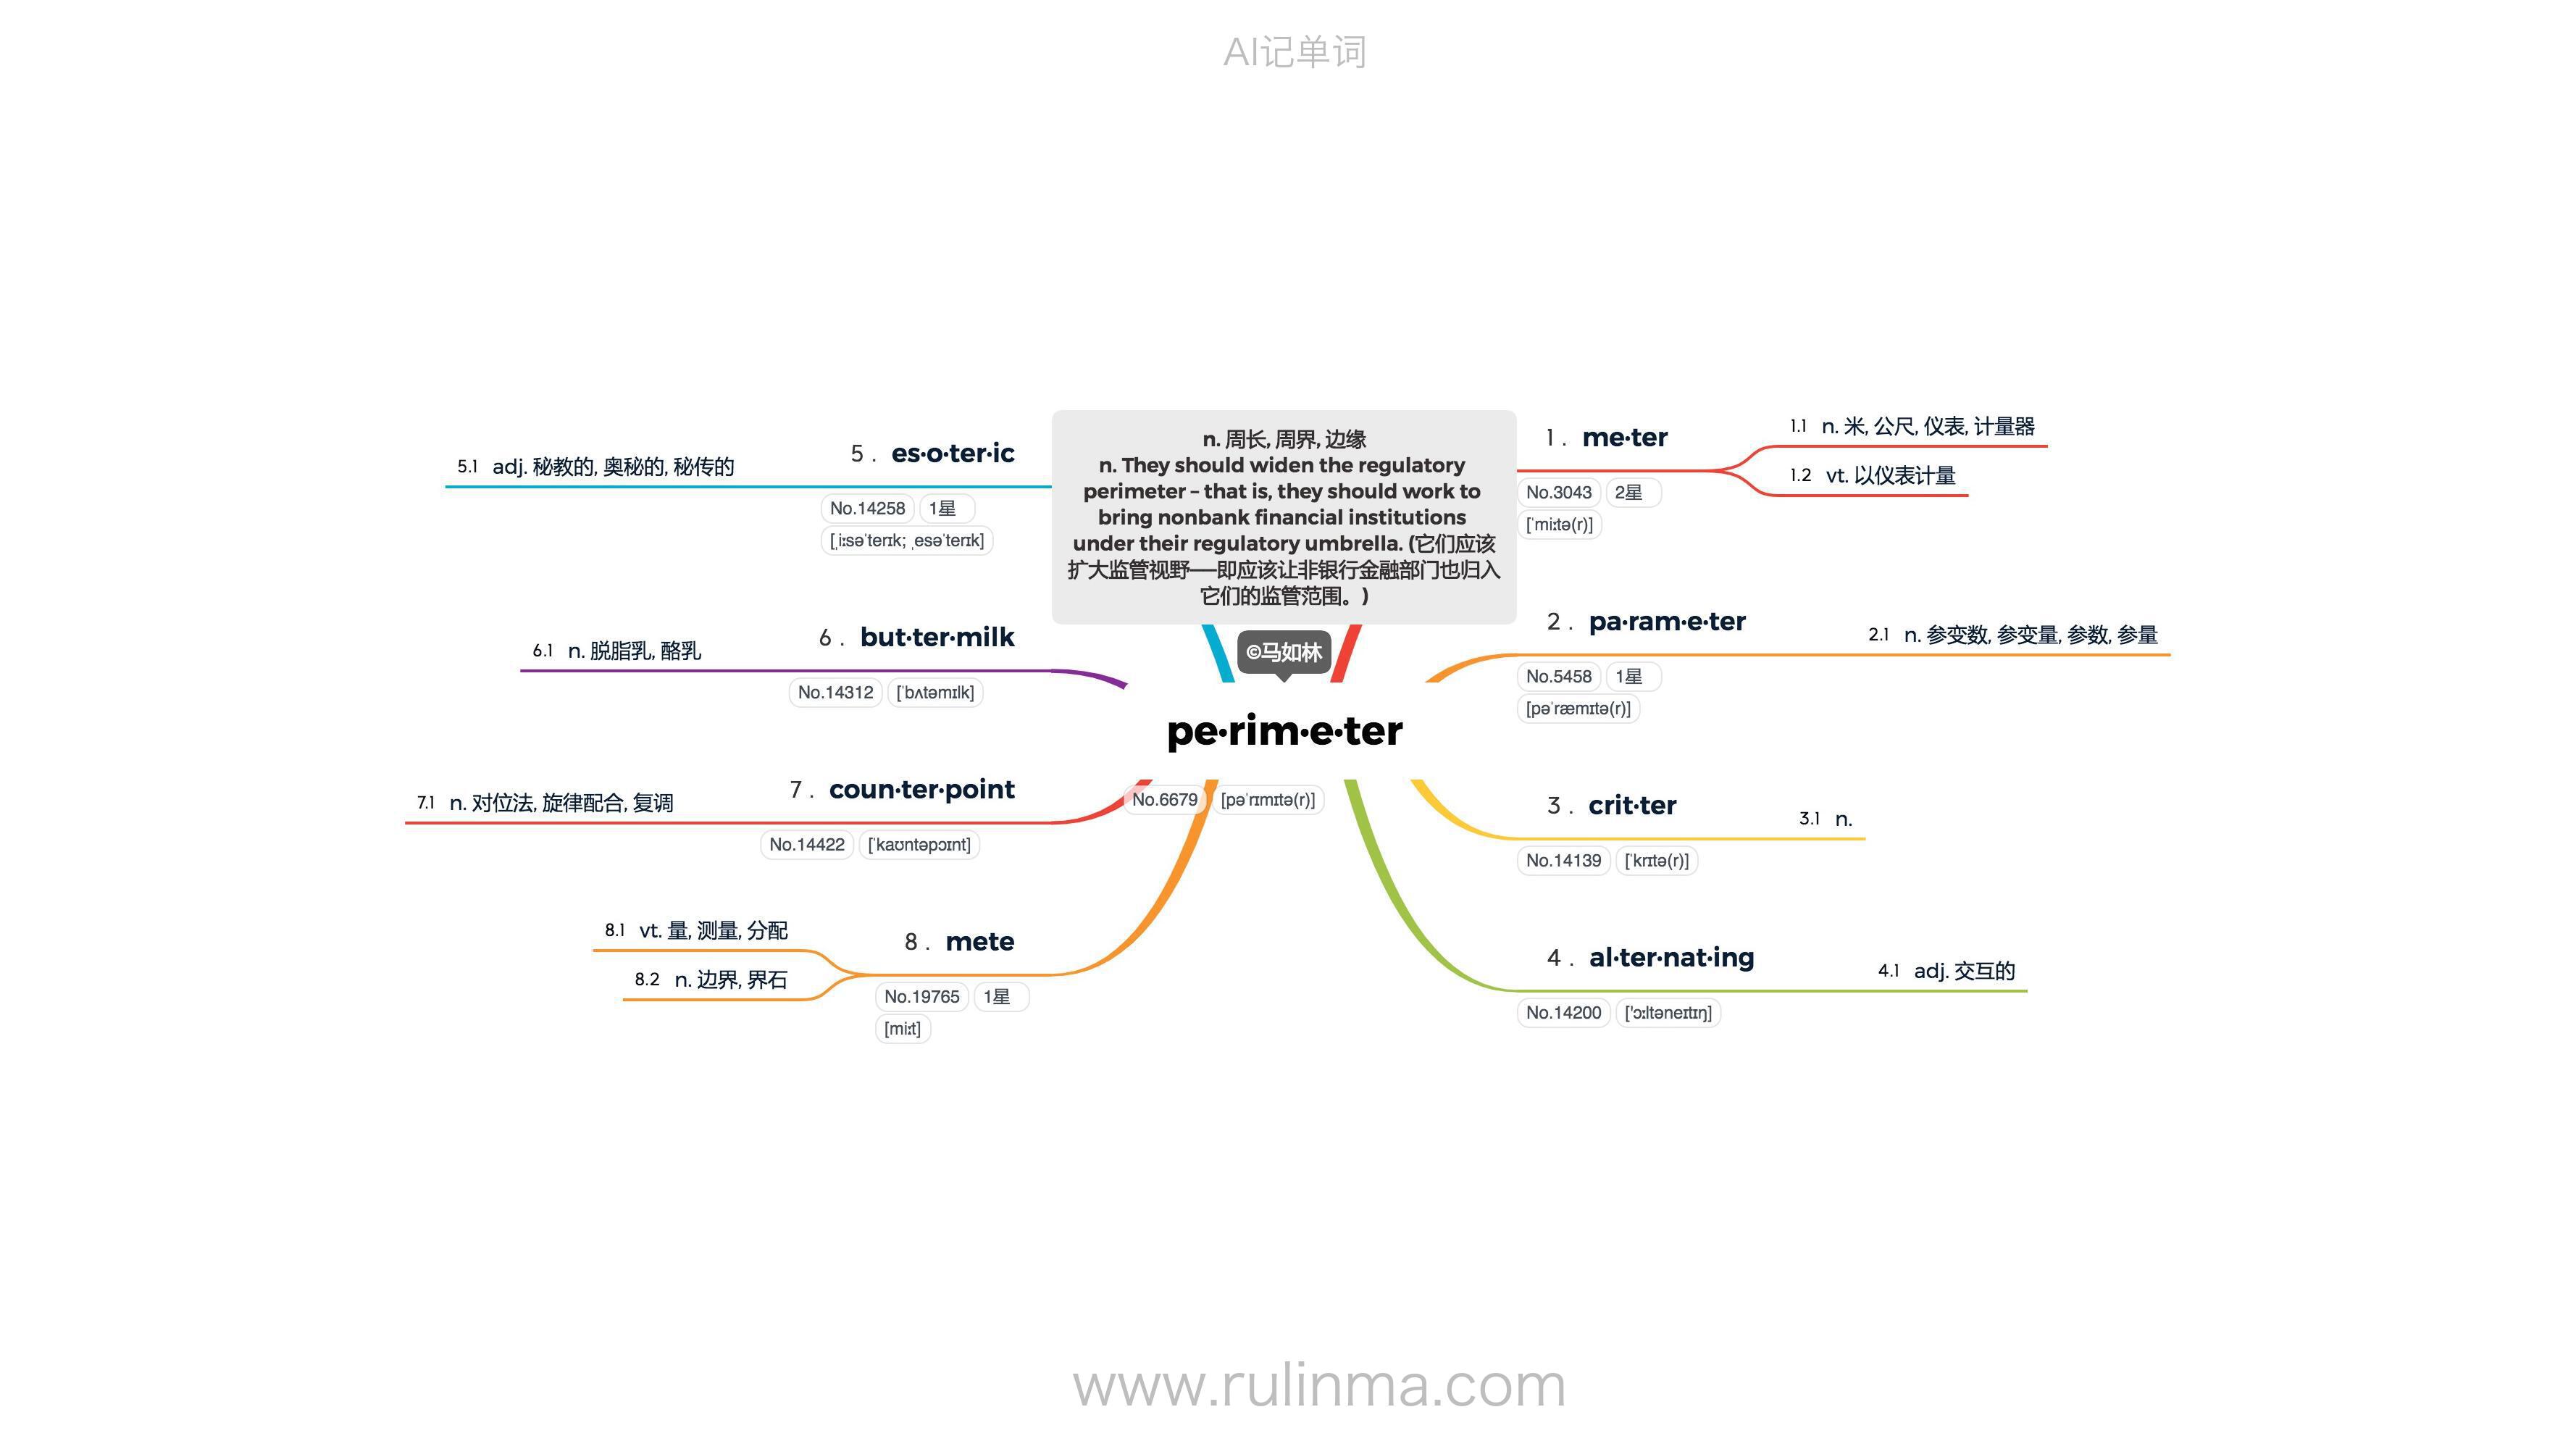 AI记单词
n. 周长, 周界, 边缘
n. They should widen the regulatory
perimeter – that is, they should work to
bring nonbank financial institutions
under their regulatory umbrella. (它们应该
扩大监管视野——即应该让非银行金融部门也归入
它们的监管范围。)
©马如林
pe·rim·e·ter
No.6679 [pəˈrɪmɪtə(r)]
1 . me·ter
No.3043 2星
[ˈmiːtə(r)]
1.1 n. 米, 公尺, 仪表, 计量器
1.2 vt. 以仪表计量
2 . pa·ram·e·ter
No.5458 1星
[pəˈræmɪtə(r)]
2.1 n. 参变数, 参变量, 参数, 参量
3 . crit·ter
No.14139 [ˈkrɪtə(r)]
3.1 n.
4 . al·ter·nat·ing
No.14200 [ˈɔːltəneɪtɪŋ]
4.1 adj. 交互的
5 . es·o·ter·ic
No.14258 1星
[ˌiːsəˈterɪk; ˌesəˈterɪk]
5.1 adj. 秘教的, 奥秘的, 秘传的
6 . but·ter·milk
No.14312 [ˈbʌtəmɪlk]
6.1 n. 脱脂乳, 酪乳
7 . coun·ter·point
No.14422 [ˈkaʊntəpɔɪnt]
7.1 n. 对位法, 旋律配合, 复调
8 . mete
No.19765 1星
[miːt]
8.1 vt. 量, 测量, 分配
8.2 n. 边界, 界石
www.rulinma.com